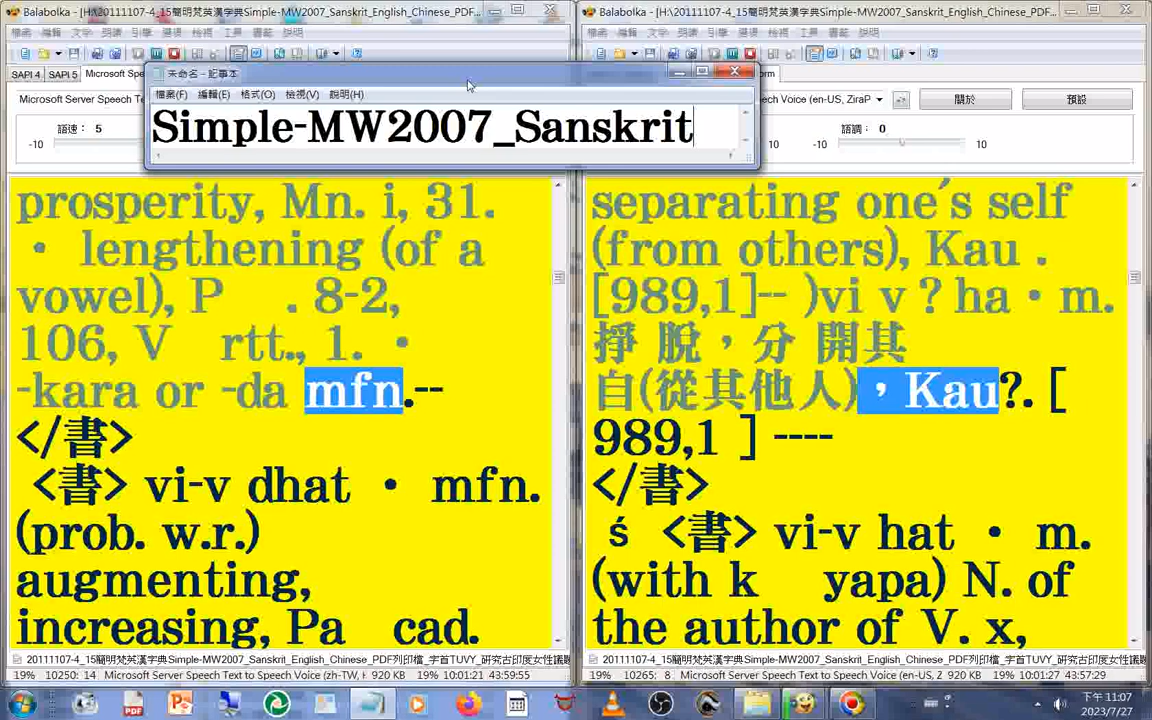 Balabolka - [H:\20111107-4_15簡明梵英漢字典Simple-MW2007_Sanskrit_English_Chinese_PDF...
Balabolka - [H:\20111107-4_15簡明梵英漢字典Simple-MW2007_Sanskrit_English_Chinese_PDF...
SAPI 4 SAPI 5 Microsoft Spee
未命名 - 記事本
檔案(F) 編輯(E) 格式(O) 檢視(V) 說明(H)
Simple-MW2007_Sanskrit
Microsoft Server Speech Te
ech Voice (en-US, ZiraP
關於
預設
語速： 5
語調： 0
-10
10 -10 10
prosperity, Mn. i, 31.
• lengthening (of a
vowel), P . 8-2,
106, V rtt., 1. •
-kara or -da mfn.--
</書>
<書> vi-v dhat • mfn.
(prob. w.r.)
augmenting,
increasing, Pa cad.
separating one's self
(from others), Kau .
[989,1]-- )vi v ? ha • m.
掙 脫，分 開其
自(從其他人)，Kau?. [
989,1 ] ----
</書>
ś <書> vi-v hat • m.
(with k yapa) N. of
the author of V. x,
20111107-4_15簡明梵英漢字典Simple-MW2007_Sanskrit_English_Chinese_PDF列印檔_字首TUVY_研究古印度女性議題
20111107-4_15簡明梵英漢字典Simple-MW2007_Sanskrit_English_Chinese_PDF列印檔_字首TUVY_研究古印度女性議題
19% 10250: 14 Microsoft Server Speech Text to Speech Voice (zh-TW, H 920 KB 10:01:21 43:59:55
19% 10265: 8 Microsoft Server Speech Text to Speech Voice (en-US, Z 920 KB 10:01:27 43:57:29
下午 11:07
2023/7/27